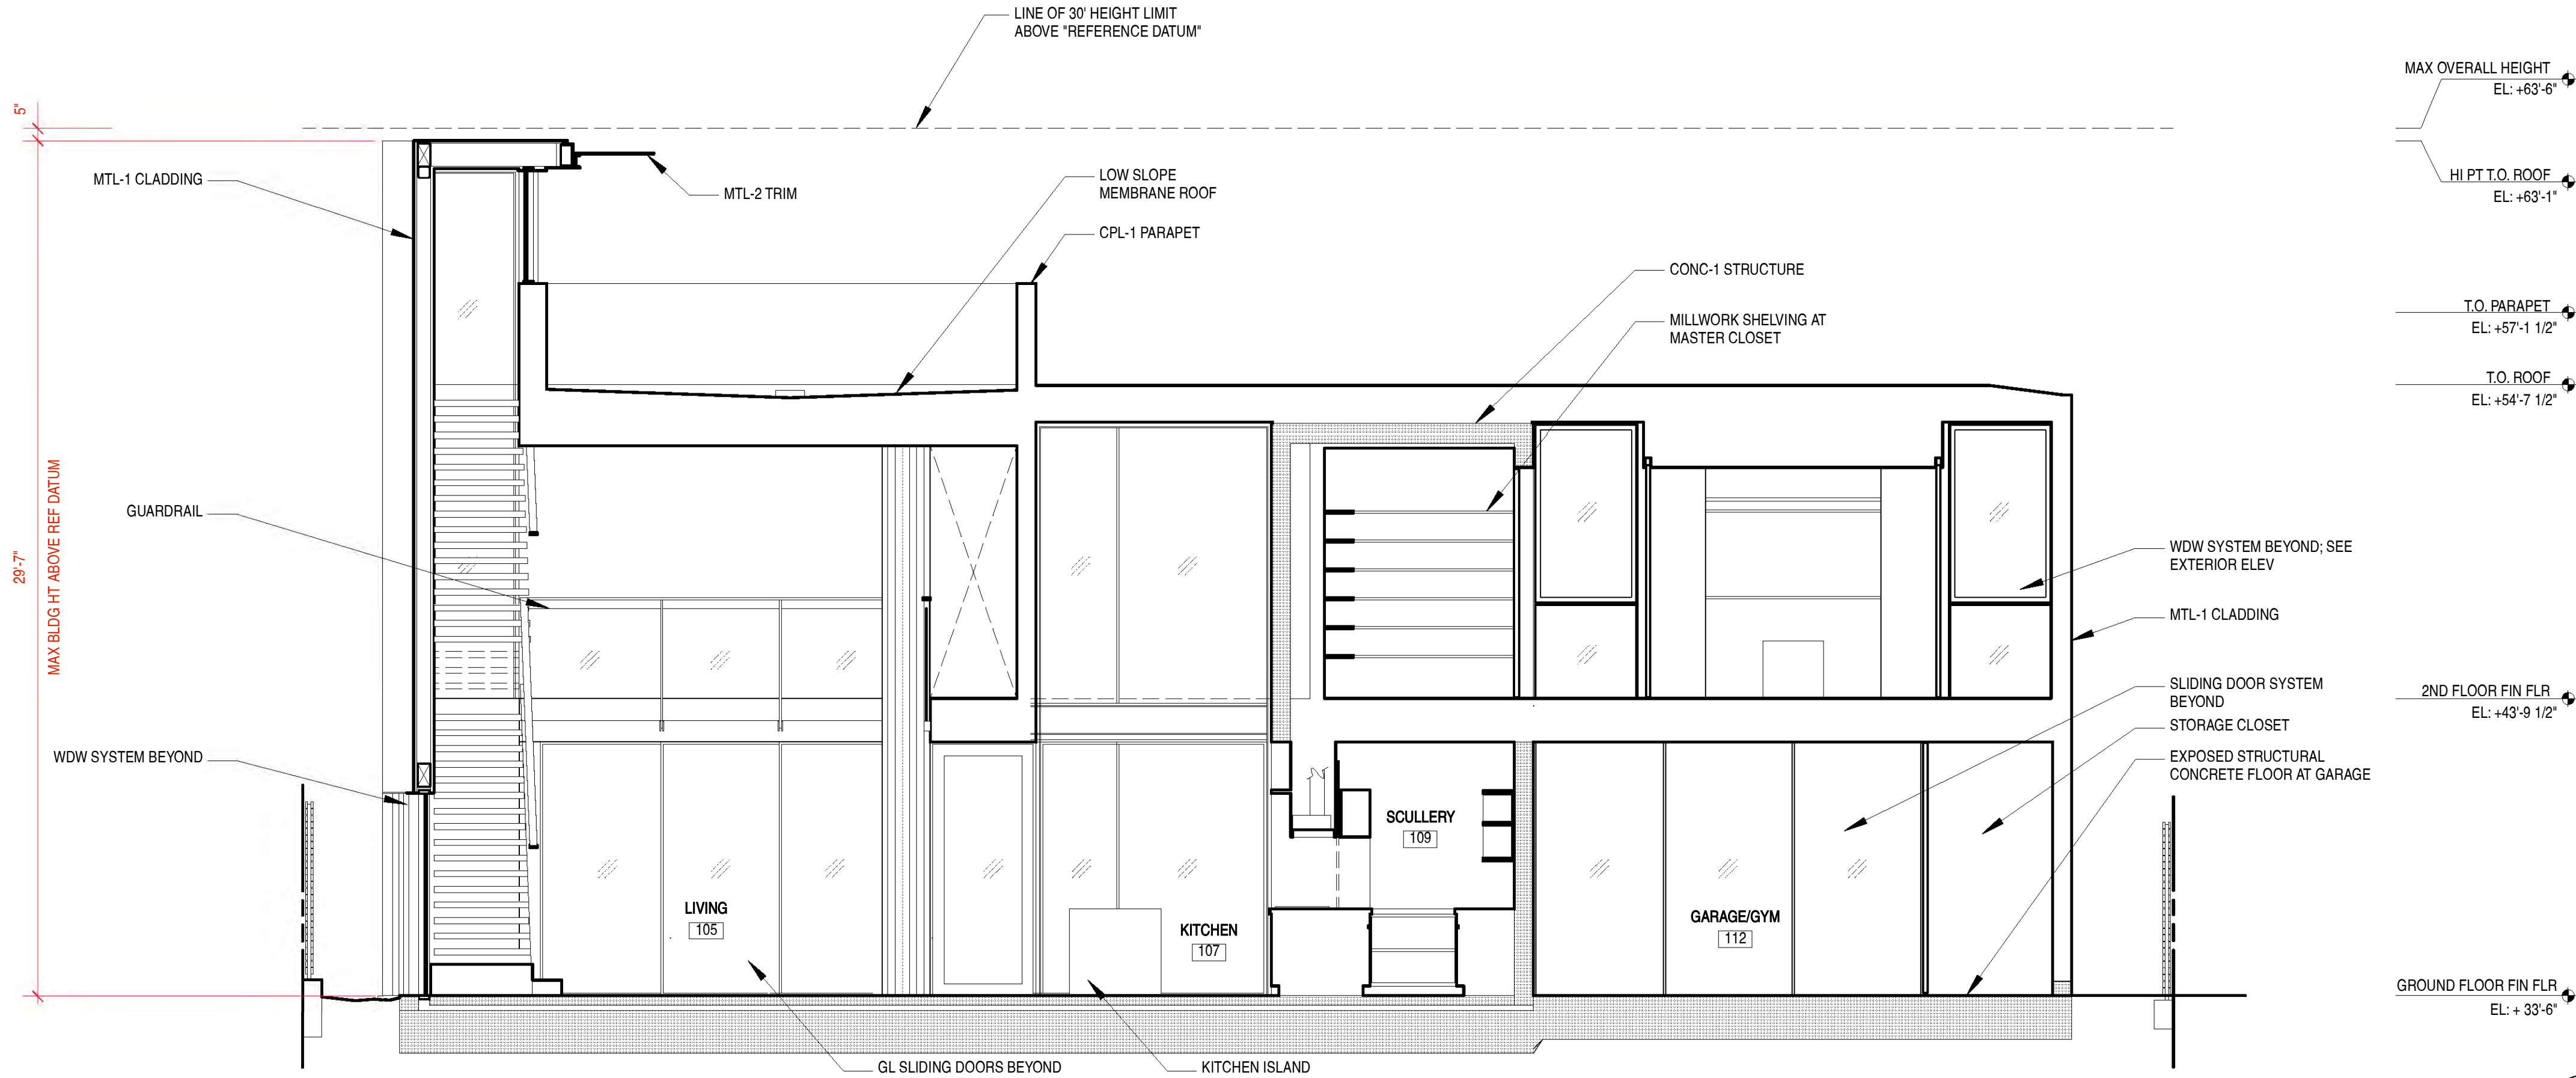 LINE OF 30' HEIGHT LIMIT
ABOVE "REFERENCE DATUM"
MAX OVERALL HEIGHT
EL: +63'-6"
5"
MTL-1 CLADDING
MTL-2 TRIM
LOW SLOPE
MEMBRANE ROOF
HI PT T.O. ROOF
EL: +63'-1"
CPL-1 PARAPET
CONC-1 STRUCTURE
MILLWORK SHELVING AT
MASTER CLOSET
T.O. PARAPET
EL: +57'-1 1/2"
T.O. ROOF
EL: +54'-7 1/2"
GUARDRAIL
29'-7"
MAX BLDG HT ABOVE REF DATUM
WDW SYSTEM BEYOND; SEE
EXTERIOR ELEV
MTL-1 CLADDING
SLIDING DOOR SYSTEM
BEYOND
2ND FLOOR FIN FLR
EL: +43'-9 1/2"
STORAGE CLOSET
WDW SYSTEM BEYOND
EXPOSED STRUCTURAL
CONCRETE FLOOR AT GARAGE
SCULLERY
109
LIVING
105
KITCHEN
107
GARAGE/GYM
112
GROUND FLOOR FIN FLR
EL: + 33'-6"
GL SLIDING DOORS BEYOND
KITCHEN ISLAND